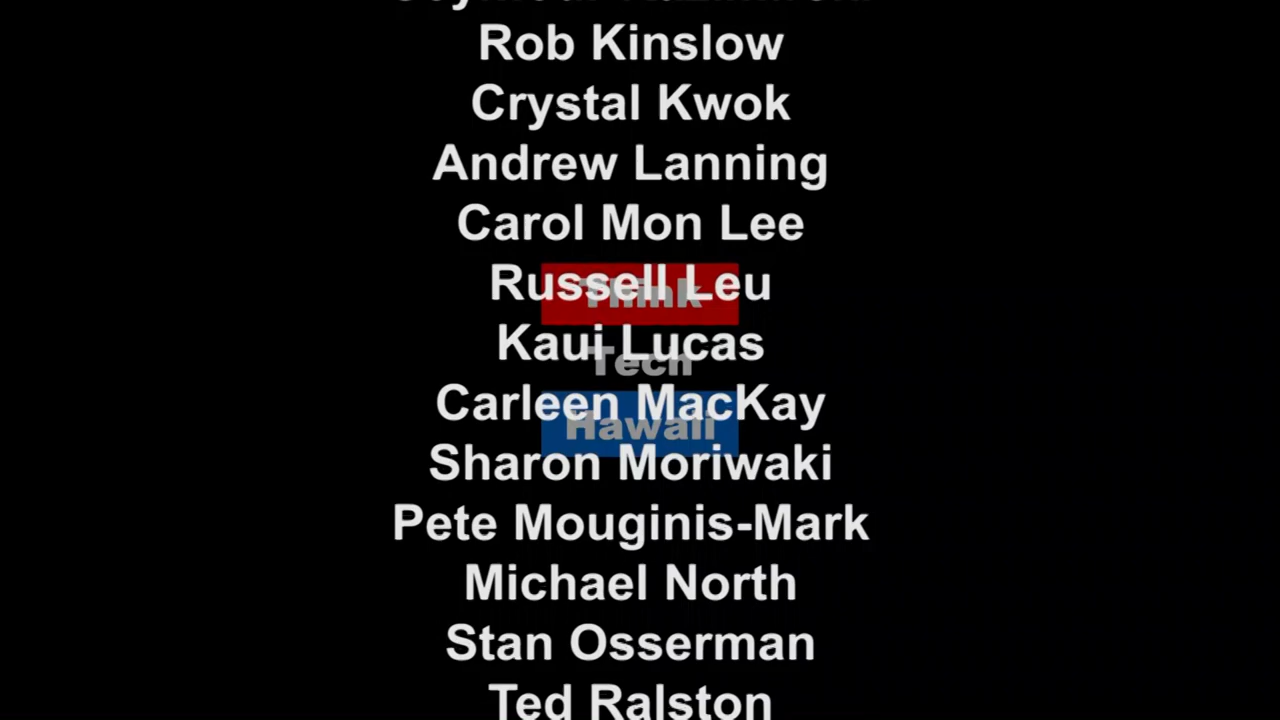 Rob Kinslow
Crystal Kwok
Andrew Lanning
Carol Mon Lee
Russell Leu
Think
Kaui Lucas
Tech
Carleen MacKay
Hawaii
Sharon Moriwaki
Pete Mouginis-Mark
Michael North
Stan Osserman
Ted Ralston